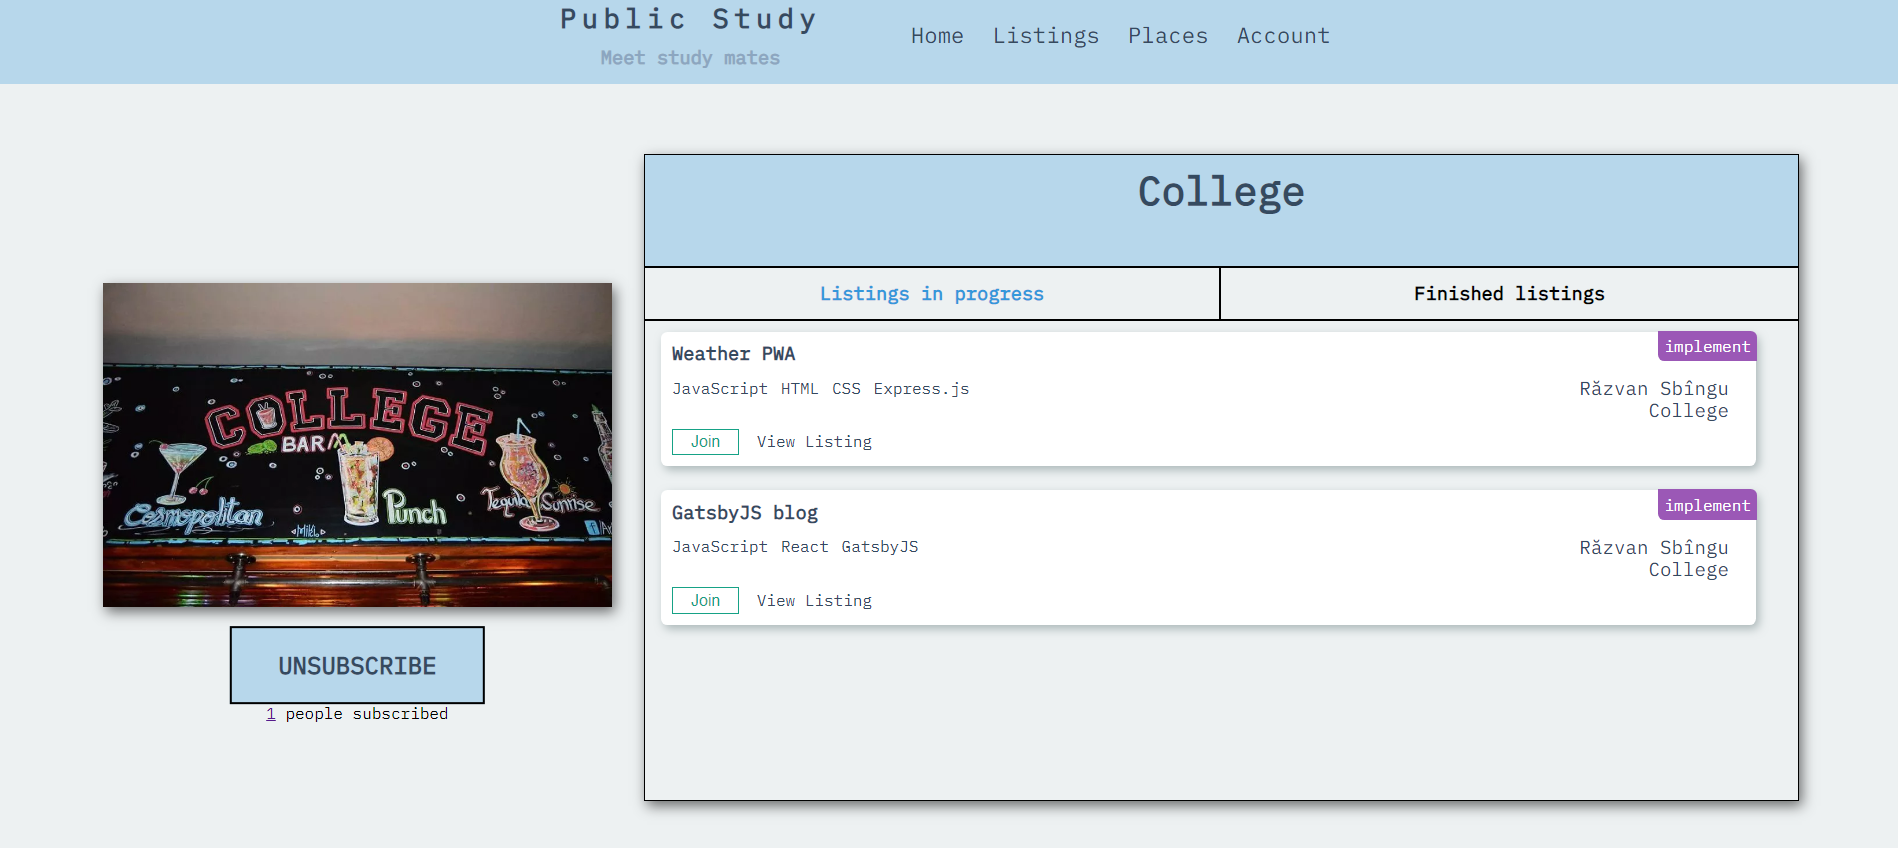 Public Study
Meet study mates
Home Listings Places Account
College
Listings in progress Finished listings
COLLEGE
BAR
Cosmopolitan
Punch
Tequila Sunrise
Weather PWA
implement
JavaScript HTML CSS Express.js
Răzvan Sbîngu
College
Join View Listing
GatsbyJS blog
implement
JavaScript React GatsbyJS
Răzvan Sbîngu
College
Join View Listing
UNSUBSCRIBE
1 people subscribed